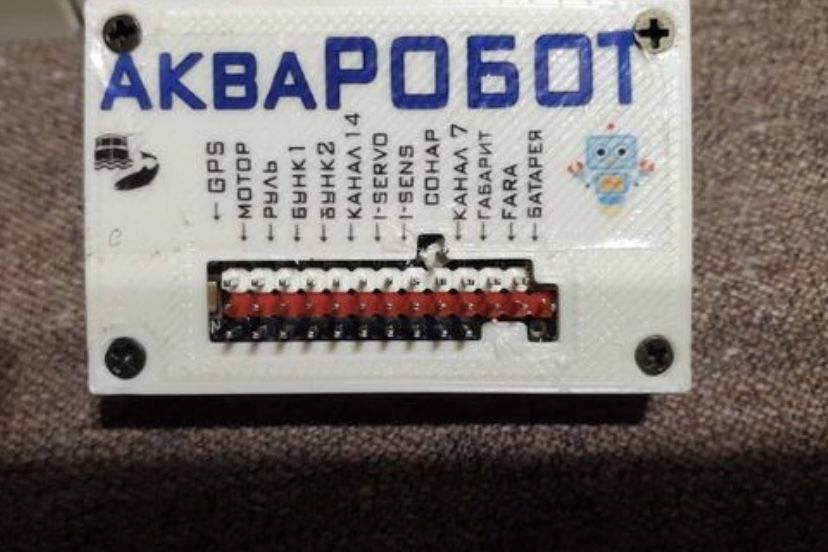 АКВАРОБОТ
← GPS
← МОТОР
← РУЛЬ
← БУНК1
← БУНК2
← КАНАЛ 14
← I-SERVO
← I-SENS
СОНАР
← КАНАЛ 7
← ГАБАРИТ
← FARA
← БАТАРЕЯ